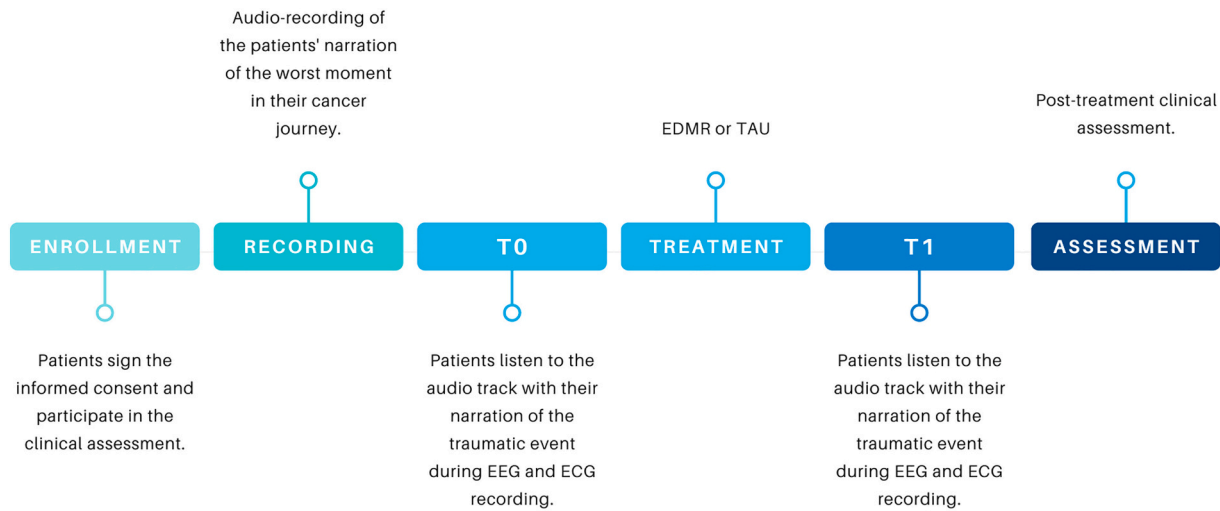 Audio-recording of
the patients' narration
of the worst moment
in their cancer
journey.
EDMR or TAU
Post-treatment clinical
assessment.
ENROLLMENT
RECORDING
T0
TREATMENT
T1
ASSESSMENT
Patients sign the
informed consent and
participate in the
clinical assessment.
Patients listen to the
audio track with their
narration of the
traumatic event
during EEG and ECG
recording.
Patients listen to the
audio track with their
narration of the
traumatic event
during EEG and ECG
recording.